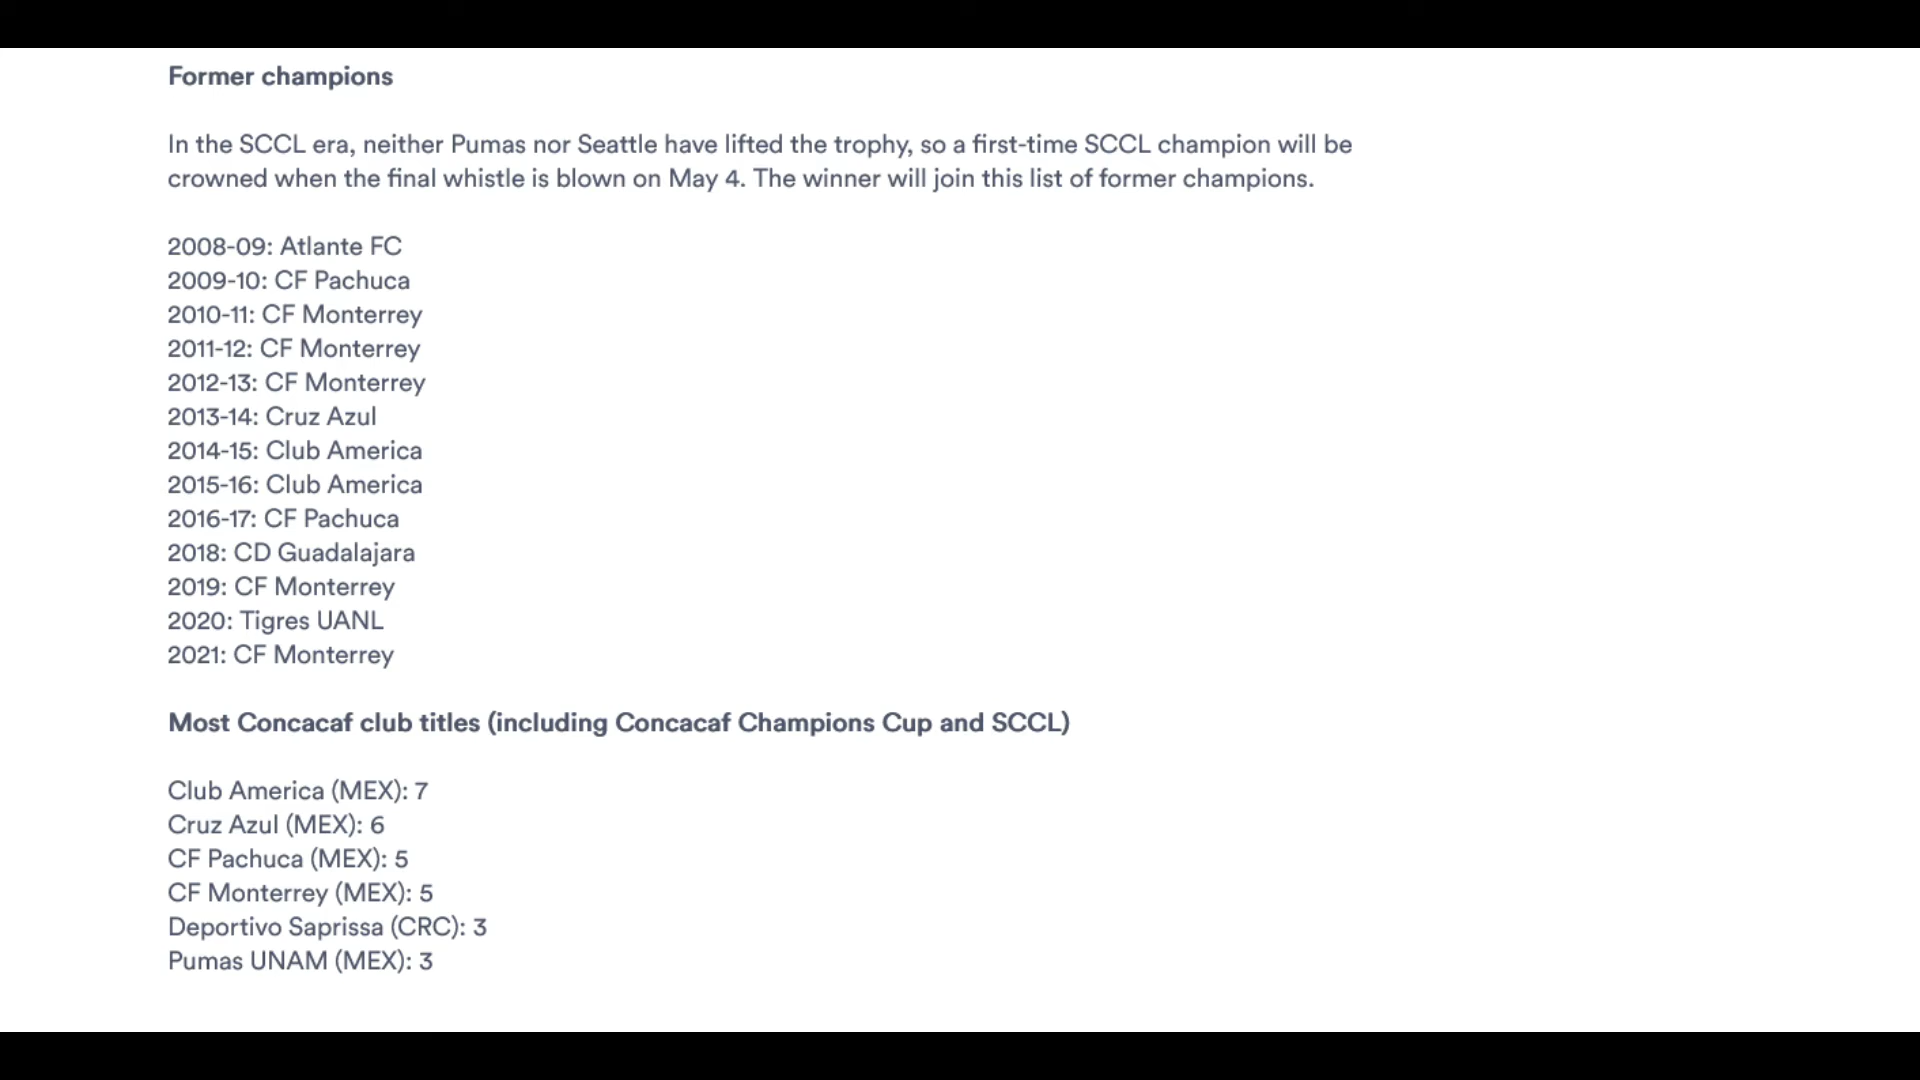 Former champions
In the SCCL era, neither Pumas nor Seattle have lifted the trophy, so a first-time SCCL champion will be
crowned when the final whistle is blown on May 4. The winner will join this list of former champions.
2008-09: Atlante FC
2009-10: CF Pachuca
2010-11: CF Monterrey
2011-12: CF Monterrey
2012-13: CF Monterrey
2013-14: Cruz Azul
2014-15: Club America
2015-16: Club America
2016-17: CF Pachuca
2018: CD Guadalajara
2019: CF Monterrey
2020: Tigres UANL
2021: CF Monterrey
Most Concacaf club titles (including Concacaf Champions Cup and SCCL)
Club America (MEX): 7
Cruz Azul (MEX): 6
CF Pachuca (MEX): 5
CF Monterrey (MEX): 5
Deportivo Saprissa (CRC): 3
Pumas UNAM (MEX): 3